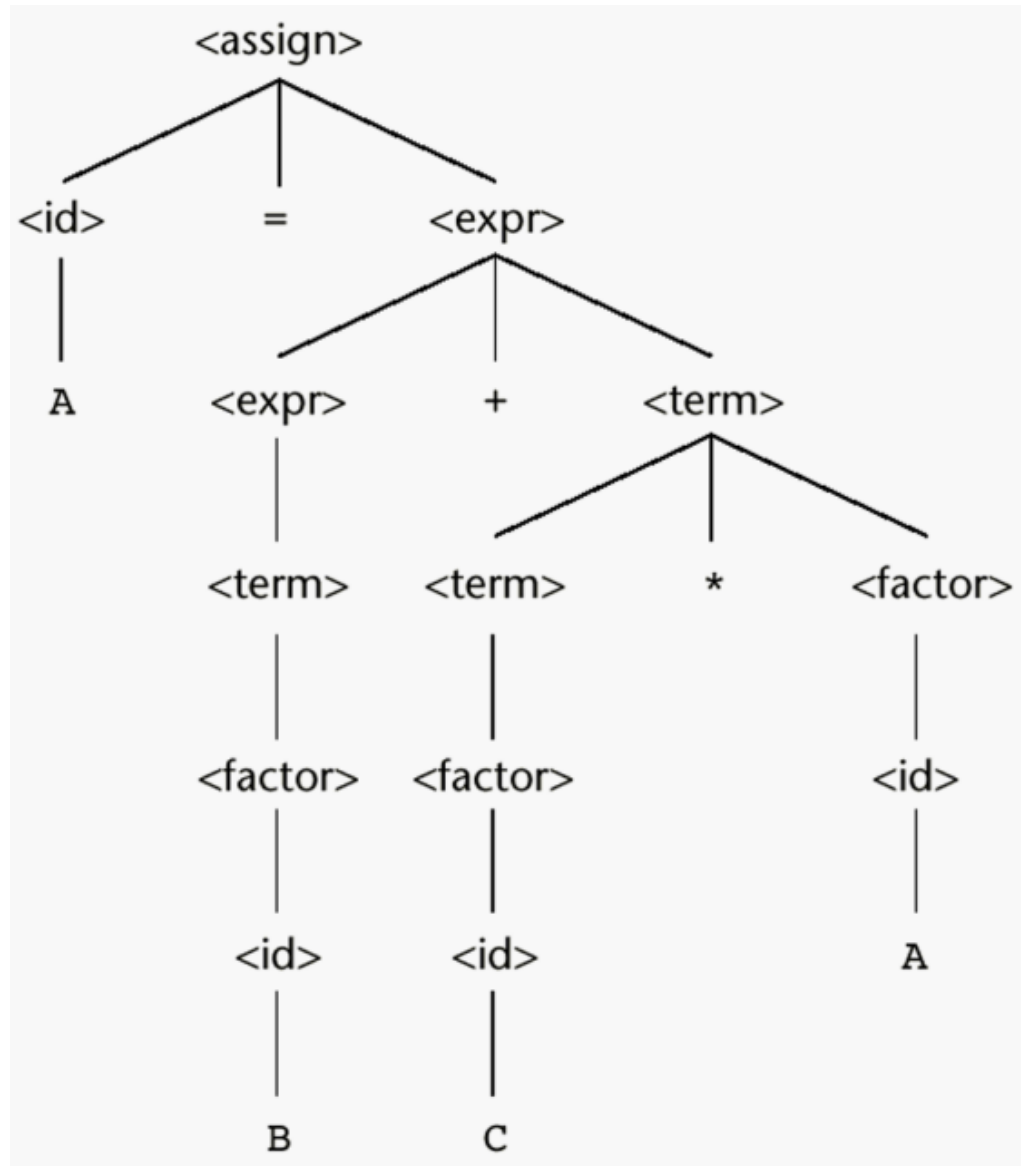 <assign>
<id> = <expr>
A <expr> + <term>
<term> <term> * <factor>
<factor> <factor> <id>
<id> <id> A
B C